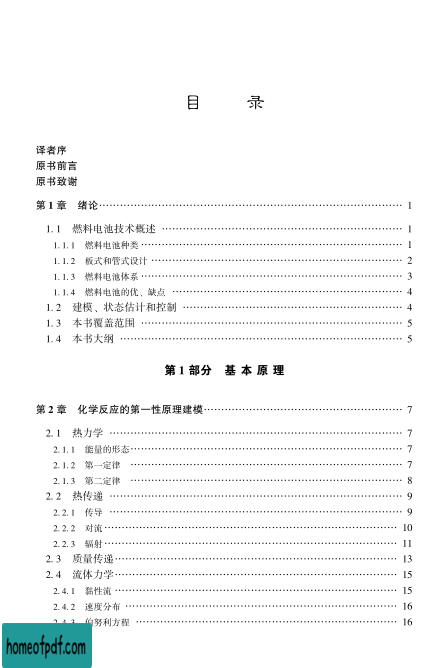 目 录
译者序
原书前言
原书致谢
第 1 章 绪论…… 1
1. 1 燃料电池技术概述 …… 1
1. 1. 1 燃料电池种类 …… 1
1. 1. 2 板式和管式设计 …… 2
1. 1. 3 燃料电池体系 …… 3
1. 1. 4 燃料电池的优、缺点 …… 4
1. 2 建模、状态估计和控制 …… 4
1. 3 本书覆盖范围 …… 5
1. 4 本书大纲 …… 5
第 1 部分 基 本 原 理
第 2 章 化学反应的第一性原理建模…… 7
2. 1 热力学 …… 7
2. 1. 1 能量的形态…… 7
2. 1. 2 第一定律 …… 7
2. 1. 3 第二定律 …… 8
2. 2 热传递 …… 9
2. 2. 1 传导 …… 9
2. 2. 2 对流…… 10
2. 2. 3 辐射…… 11
2. 3 质量传递…… 13
2. 4 流体力学…… 15
2. 4. 1 黏性流 …… 15
2. 4. 2 速度分布 …… 16
2. 4. 3 伯努利方程 …… 16
homeofpdf.com